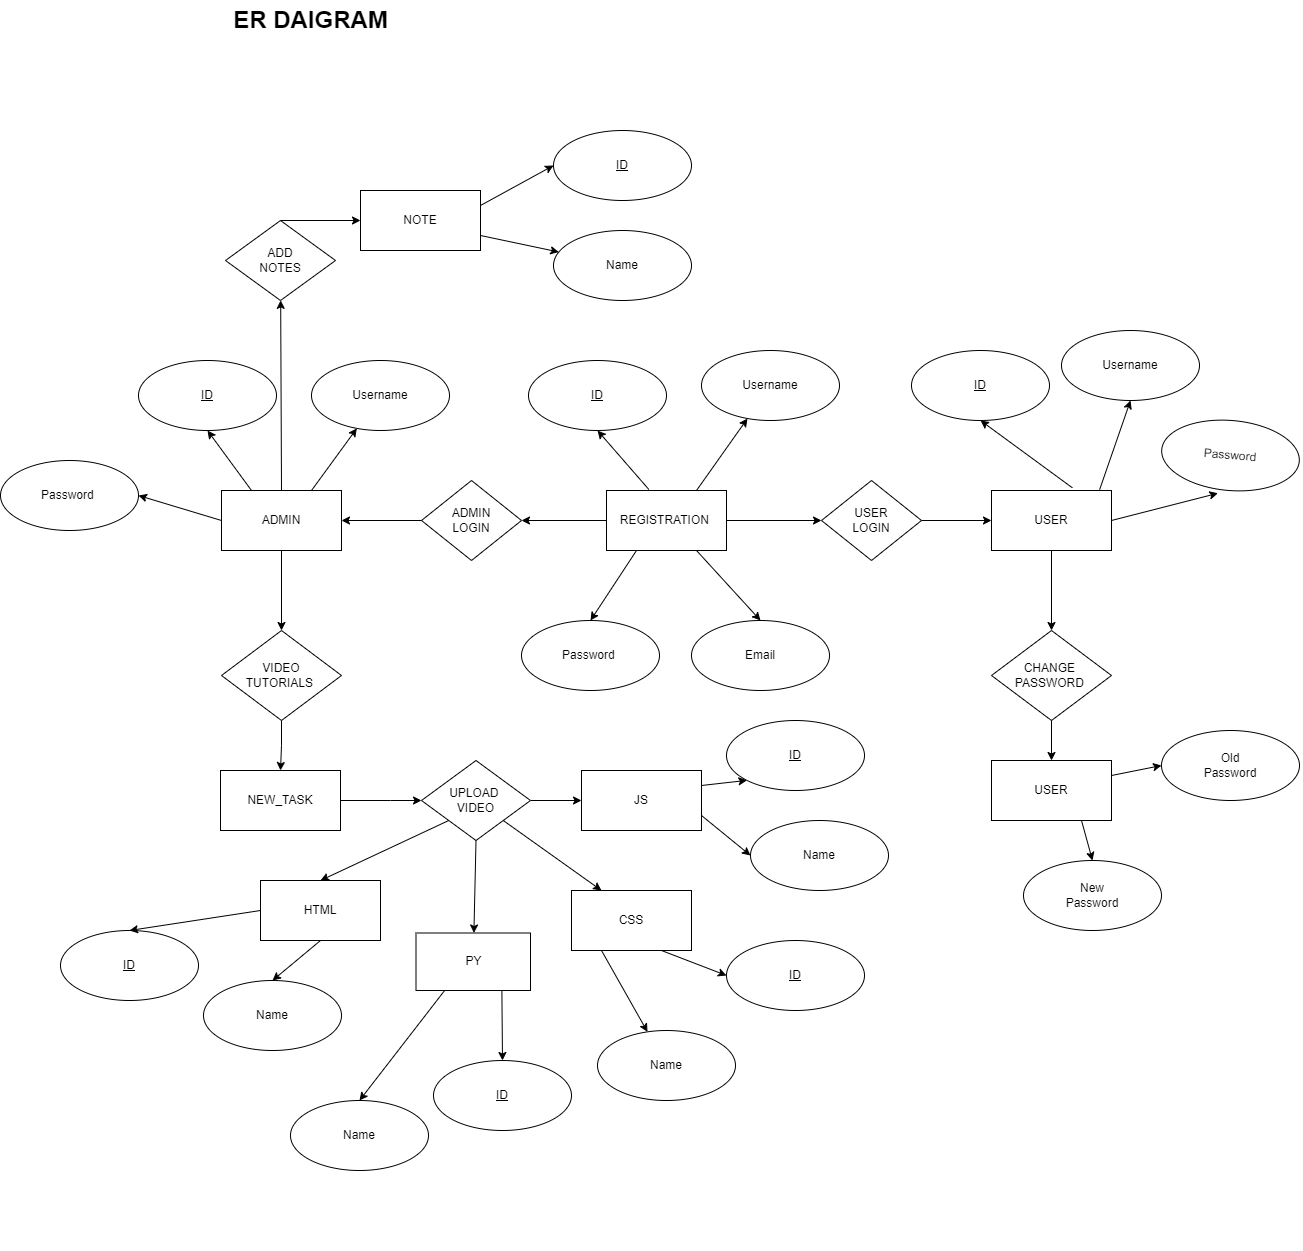 ER DAIGRAM
ID
NOTE
ADD
NOTES
Name
ID
Username
ID
Username
ID
Username
Password
Password
ADMIN
ADMIN
LOGIN
REGISTRATION
USER
LOGIN
USER
Password
Email
VIDEO
TUTORIALS
CHANGE
PASSWORD
ID
Old
Password
NEW_TASK
UPLOAD
VIDEO
JS
USER
Name
New
Password
HTML
CSS
ID
PY
ID
Name
Name
ID
Name